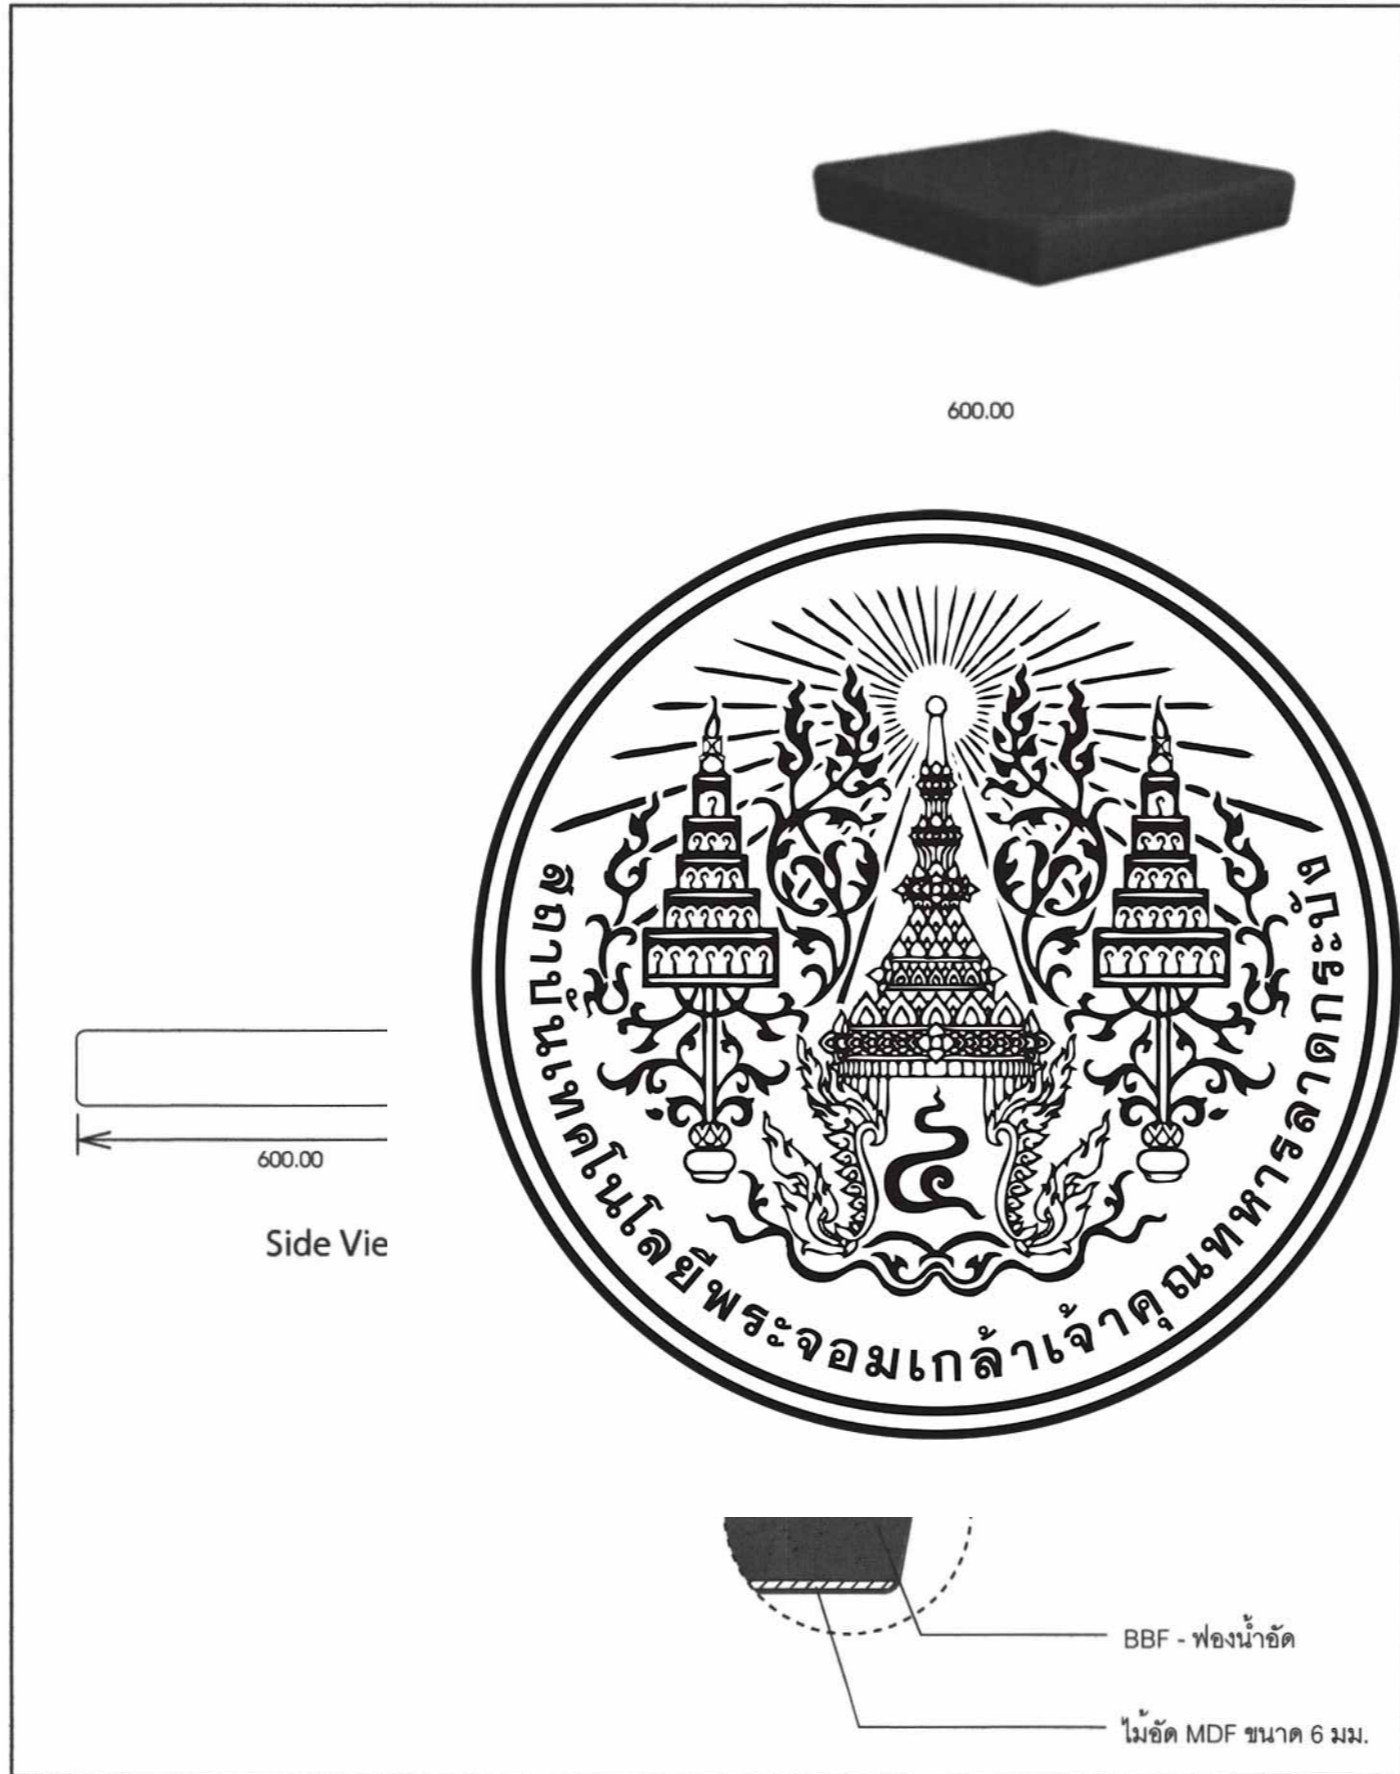 600.00
สถาบันเทคโนโลยีพระจอมเกล้าเจ้าคุณทหารลาดกระบัง
๔
600.00
Side Vie
BBF - ฟองน้ำอัด
ไม้อัด MDF ขนาด 6 มม.